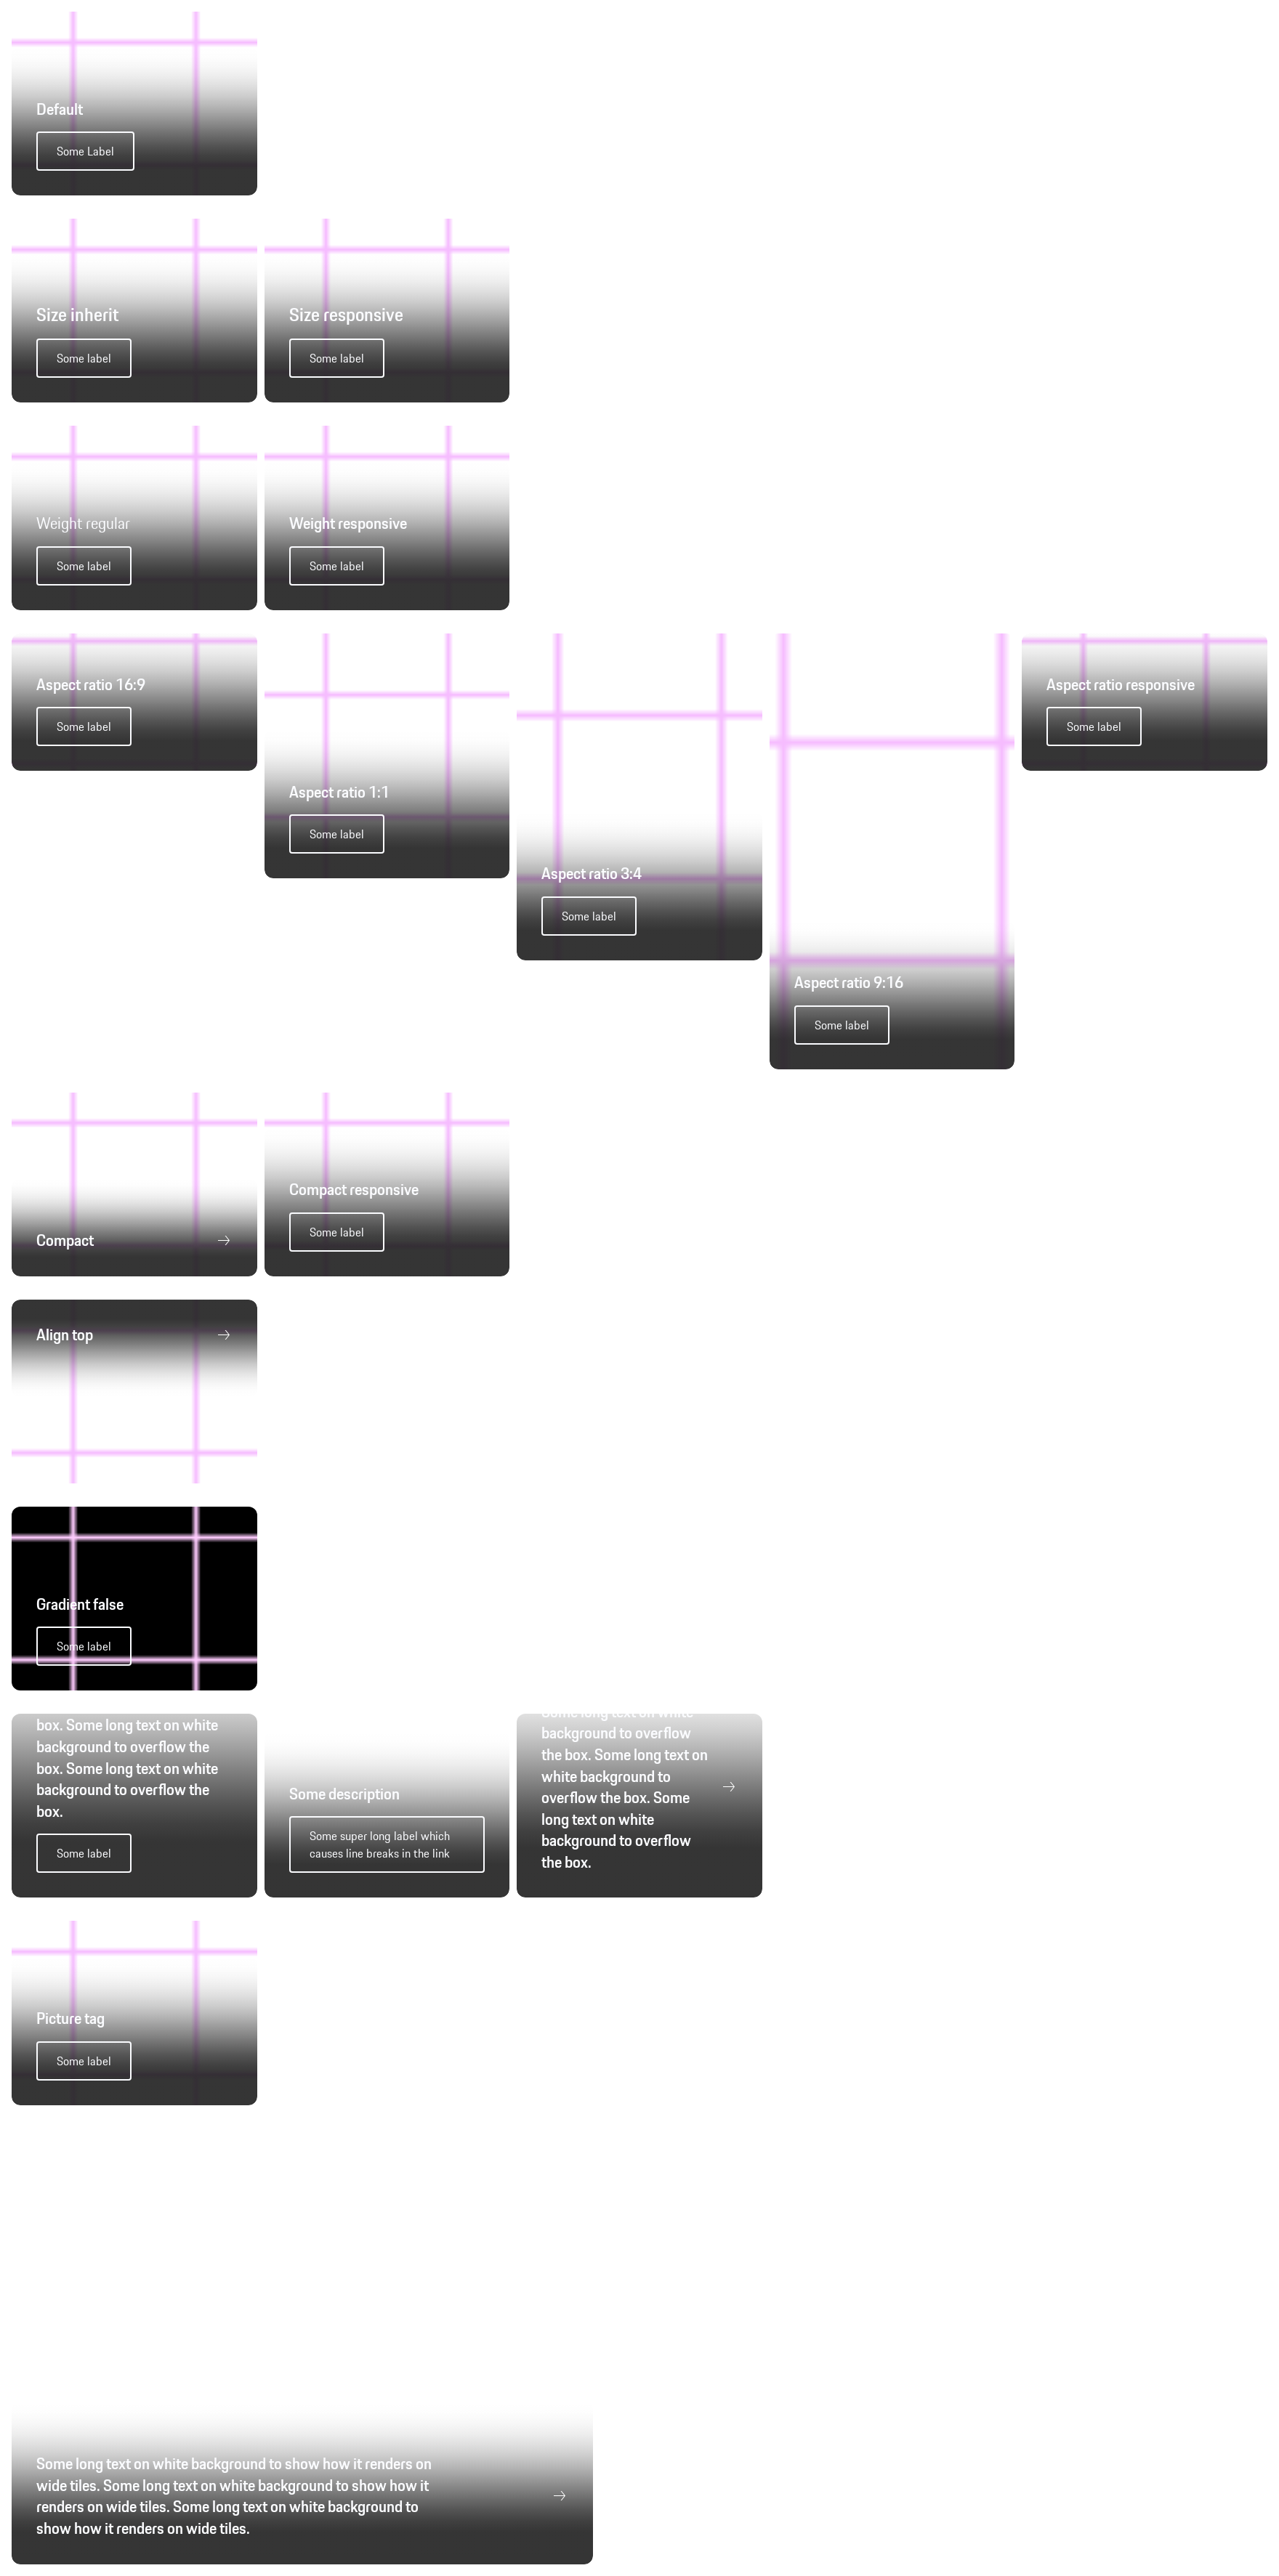 Default
Some Label
Size inherit
Some label
Size responsive
Some label
Weight regular
Some label
Weight responsive
Some label
Aspect ratio 16:9
Some label
Aspect ratio 1:1
Some label
Aspect ratio 3:4
Some label
Aspect ratio 9:16
Some label
Aspect ratio responsive
Some label
Compact
Compact responsive
Some label
Align top
Gradient false
Some label
box. Some long text on white
background to overflow the
box. Some long text on white
background to overflow the
box.
Some label
Some description
Some super long label which
causes line breaks in the link
Some long text on white
background to overflow
the box. Some long text on
white background to
overflow the box. Some
long text on white
background to overflow
the box.
Picture tag
Some label
Some long text on white background to show how it renders on
wide tiles. Some long text on white background to show how it
renders on wide tiles. Some long text on white background to
show how it renders on wide tiles.